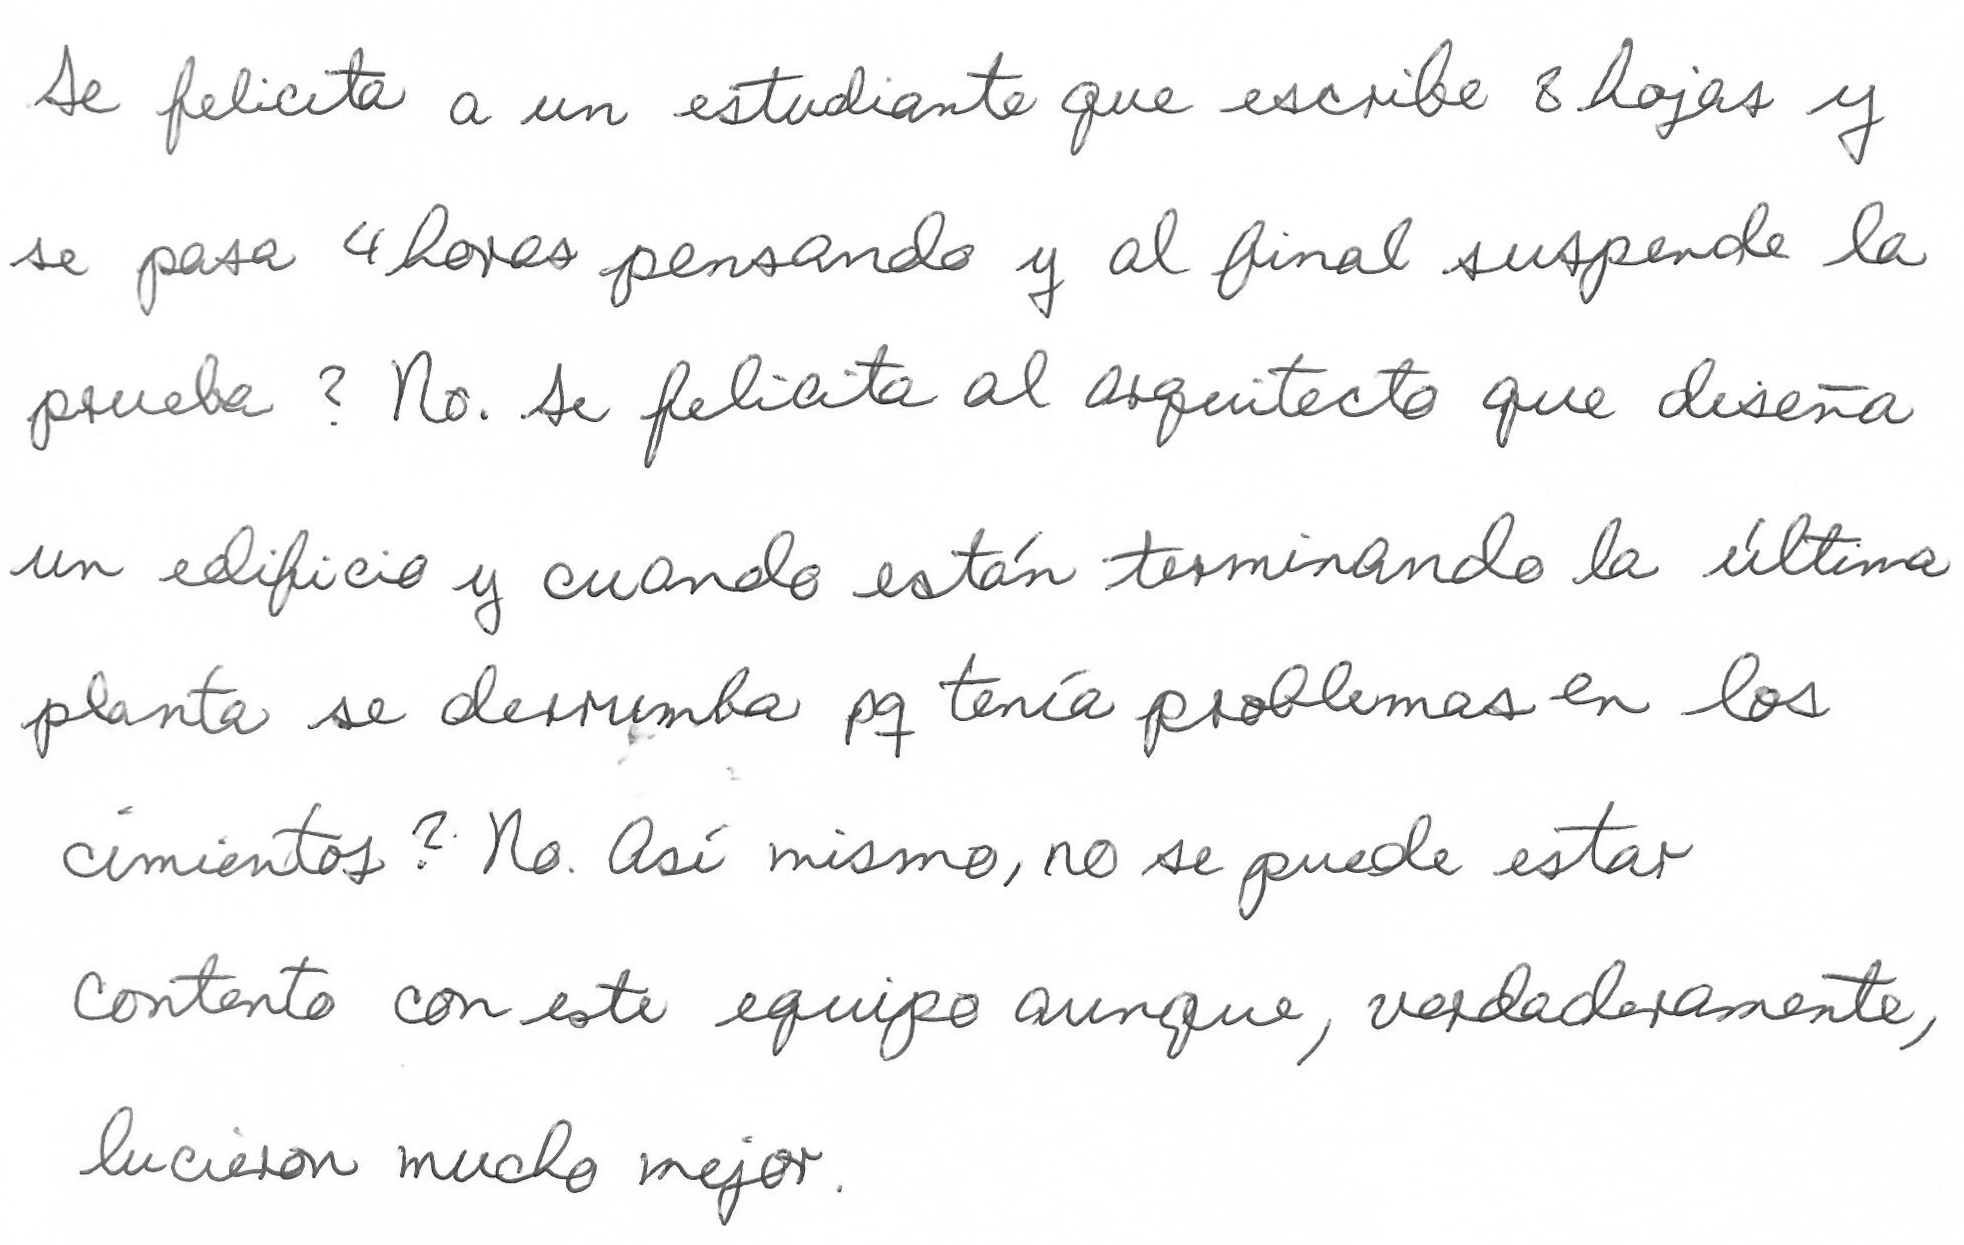 Se felicita a un estudiante que escribe 8 hojas y
se pasa 4 horas pensando y al final suspende la
prueba? No. Se felicita al arquitecto que diseña
un edificio y cuando están terminando la última
planta se derrumba pq tenía problemas en los
cimientos? No. Así mismo, no se puede estar
contento con este equipo aunque, verdaderamente,
lucieron mucho mejor.